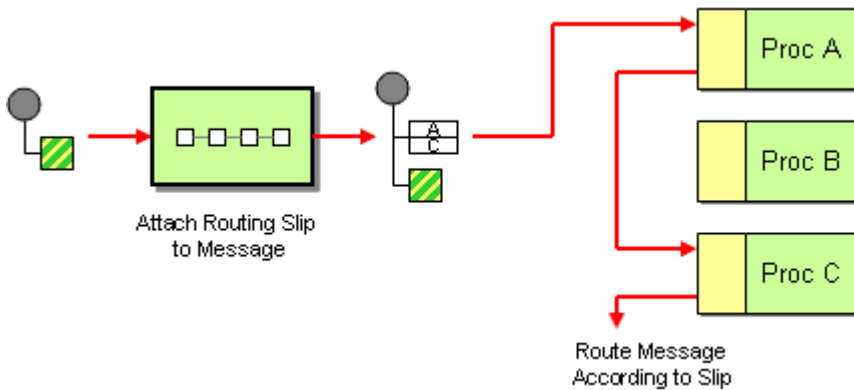 Attach Routing Slip
to Message
A
C
Proc A
Proc B
Proc C
Route Message
According to Slip